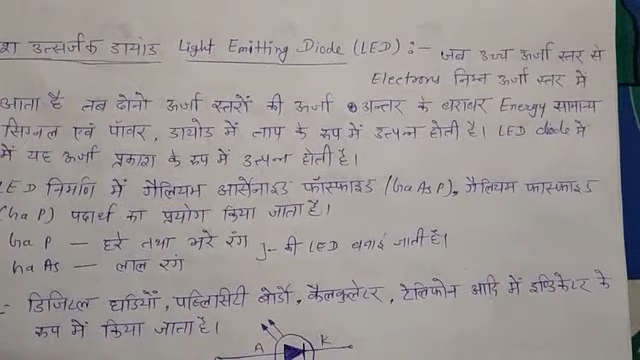 श उत्सर्जक डायोड Light Emitting Diode (LED) :- जब उच्च ऊर्जा स्तर से
Electrons निम्न ऊर्जा स्तर में
आता है तब दोनो ऊर्जा स्तरों की ऊर्जा अन्तर के बराबर Energy सामान्य
सिग्नल एवं पॉवर, डायोड में ताप के रूप में उत्पन्न होती है। LED diode में
में यह ऊर्जा प्रकाश के रूप में उत्पन्न होती है।
LED निर्माण में गैलियम आर्सेनाइड फॉस्फाइड (GaAsP), गैलियम फास्फाइड
(GaP) पदार्थ का प्रयोग किया जाता है।
GaP — हरे तथा भरे रंग }- की LED बनाई जाती है।
GaAs — लाल रंग
:- डिजिटल घडियों, पब्लिसिटी बोर्डो, कैलकुलेटर, टेलिफोन आदि में इण्डिकेटर के
रूप में किया जाता है।
A K